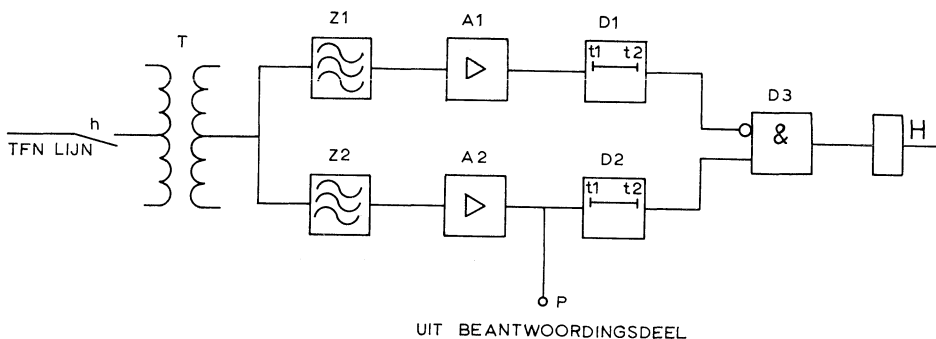 T
h
TFN LIJN
Z1
A1
D1
t1 t2
D3
&
H
Z2
A2
D2
t1 t2
P
UIT BEANTWOORDINGSDEEL